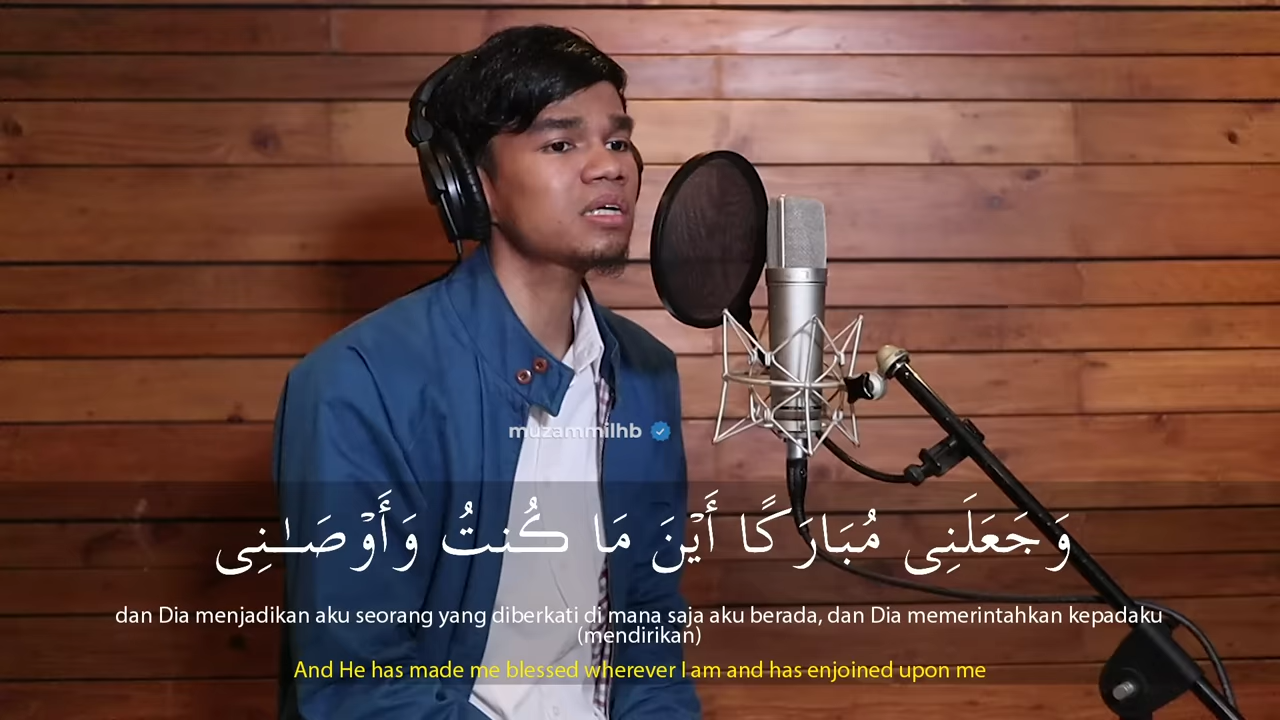 muzammilhb
وَجَعَلَنِى مُبَارَكًا أَيْنَ مَا كُنتُ وَأَوْصَـٰنِى
dan Dia menjadikan aku seorang yang diberkati di mana saja aku berada, dan Dia memerintahkan kepadaku
(mendirikan)
And He has made me blessed wherever I am and has enjoined upon me